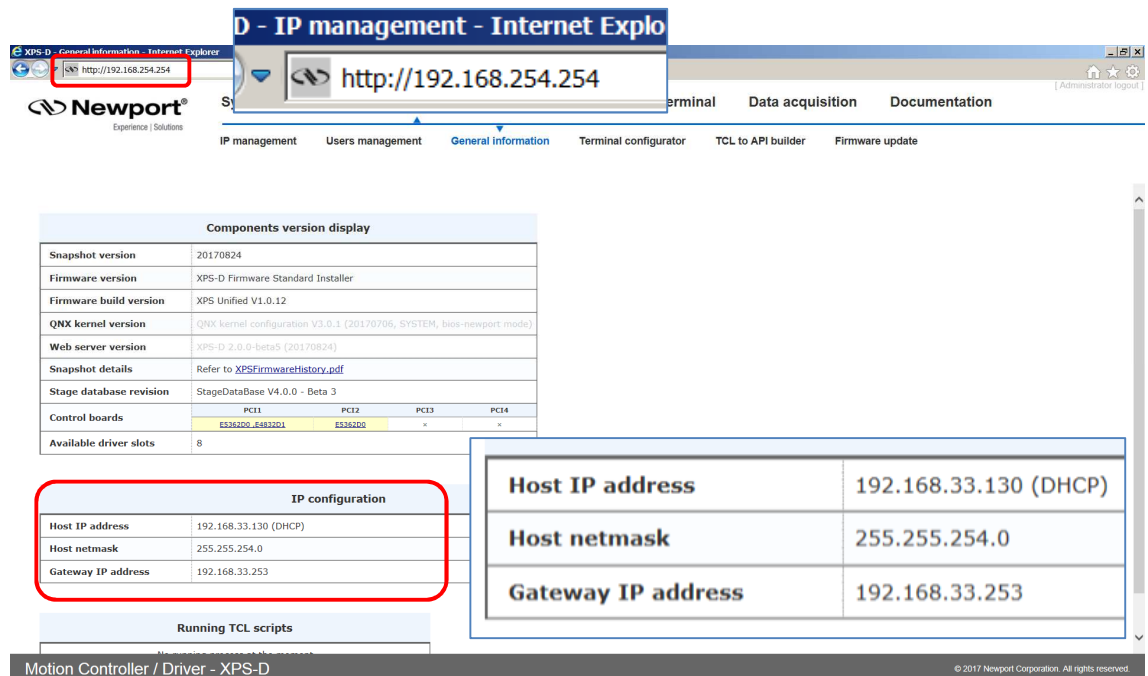 D - IP management - Internet Explo
http://192.168.254.254
XPS-D - General information - Internet Explorer
http://192.168.254.254
[ Administrator logout ]
Newport®
Experience | Solutions
Sy
erminal
Data acquisition
Documentation
IP management
Users management
General information
Terminal configurator
TCL to API builder
Firmware update
Components version display
Snapshot version 20170824
Firmware version XPS-D Firmware Standard Installer
Firmware build version XPS Unified V1.0.12
QNX kernel version QNX kernel configuration V3.0.1 (20170706, SYSTEM, bios-newport mode)
Web server version XPS-D 2.0.0-beta5 (20170824)
Snapshot details Refer to XPSFirmwareHistory.pdf
Stage database revision StageDataBase V4.0.0 - Beta 3
Control boards
PCI1 PCI2 PCI3 PCI4
E5362D0 ,E4832D1 E5362D0 × ×
Available driver slots 8
IP configuration
Host IP address 192.168.33.130 (DHCP)
Host netmask 255.255.254.0
Gateway IP address 192.168.33.253
Host IP address 192.168.33.130 (DHCP)
Host netmask 255.255.254.0
Gateway IP address 192.168.33.253
Running TCL scripts
Motion Controller / Driver - XPS-D
© 2017 Newport Corporation. All rights reserved.